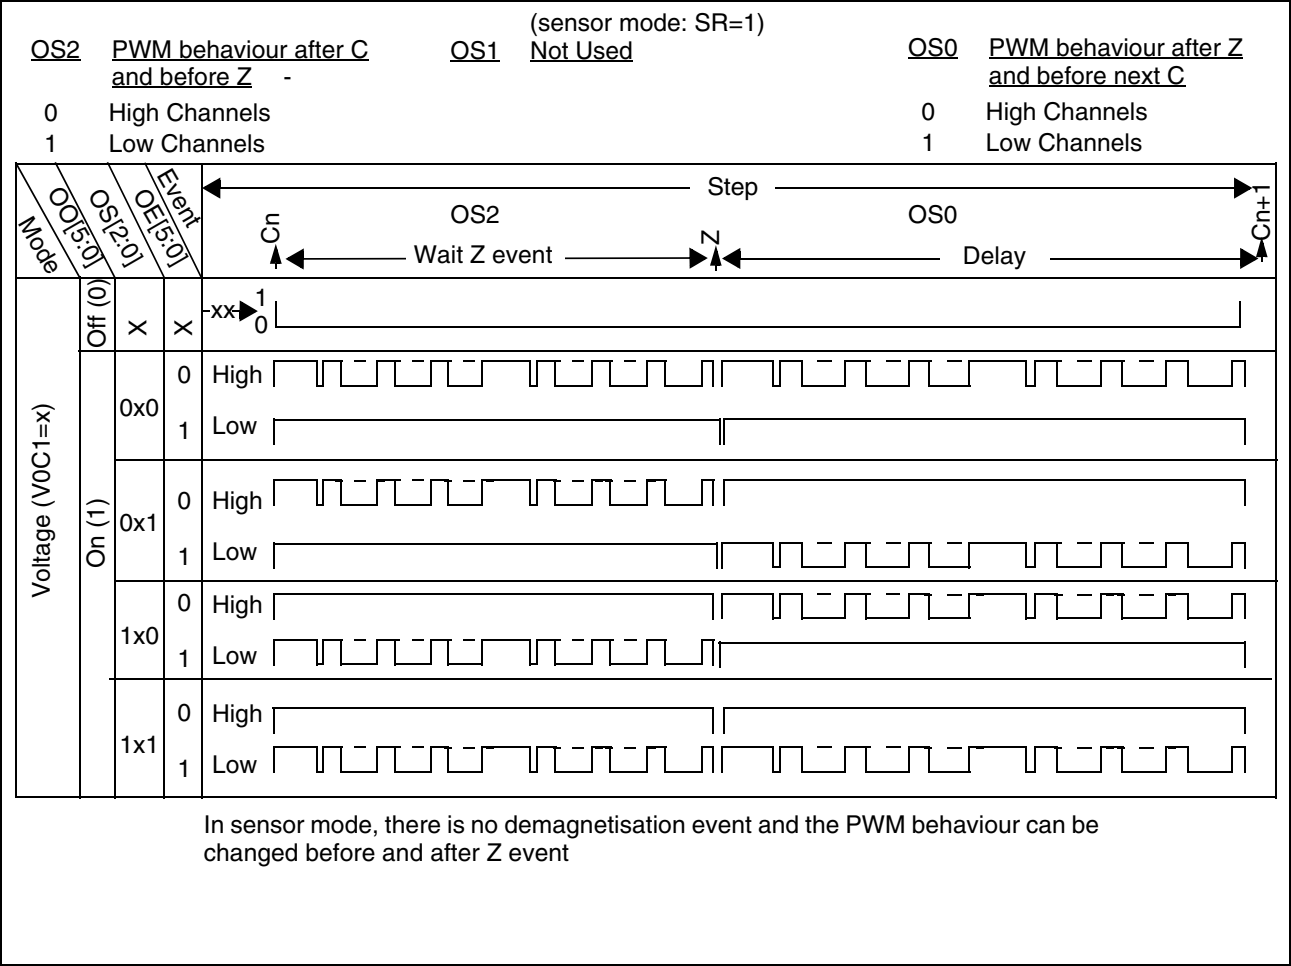 (sensor mode: SR=1)
OS2 PWM behaviour after C and before Z -
0 High Channels
1 Low Channels
OS1 Not Used
OS0 PWM behaviour after Z and before next C
0 High Channels
1 Low Channels
Mode
OO[5:0]
OS[2:0]
OE[5:0]
Event
Step
OS2
OS0
Cn
Wait Z event
Z
Delay
Cn+1
Voltage (V0C1=x)
Off (0)
X
X
xx
1
0
On (1)
0x0
0 High
1 Low
0x1
0 High
1 Low
1x0
0 High
1 Low
1x1
0 High
1 Low
In sensor mode, there is no demagnetisation event and the PWM behaviour can be
changed before and after Z event